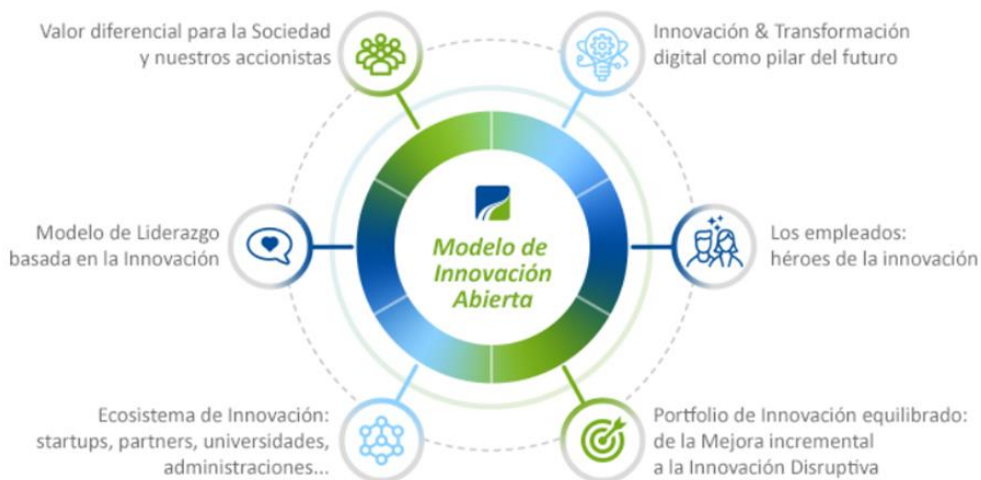 Valor diferencial para la Sociedad
y nuestros accionistas
Innovación & Transformación
digital como pilar del futuro
Modelo de Liderazgo
basada en la Innovación
Modelo de
Innovación
Abierta
Los empleados:
héroes de la innovación
Ecosistema de Innovación:
startups, partners, universidades,
administraciones...
Portfolio de Innovación equilibrado:
de la Mejora incremental
a la Innovación Disruptiva